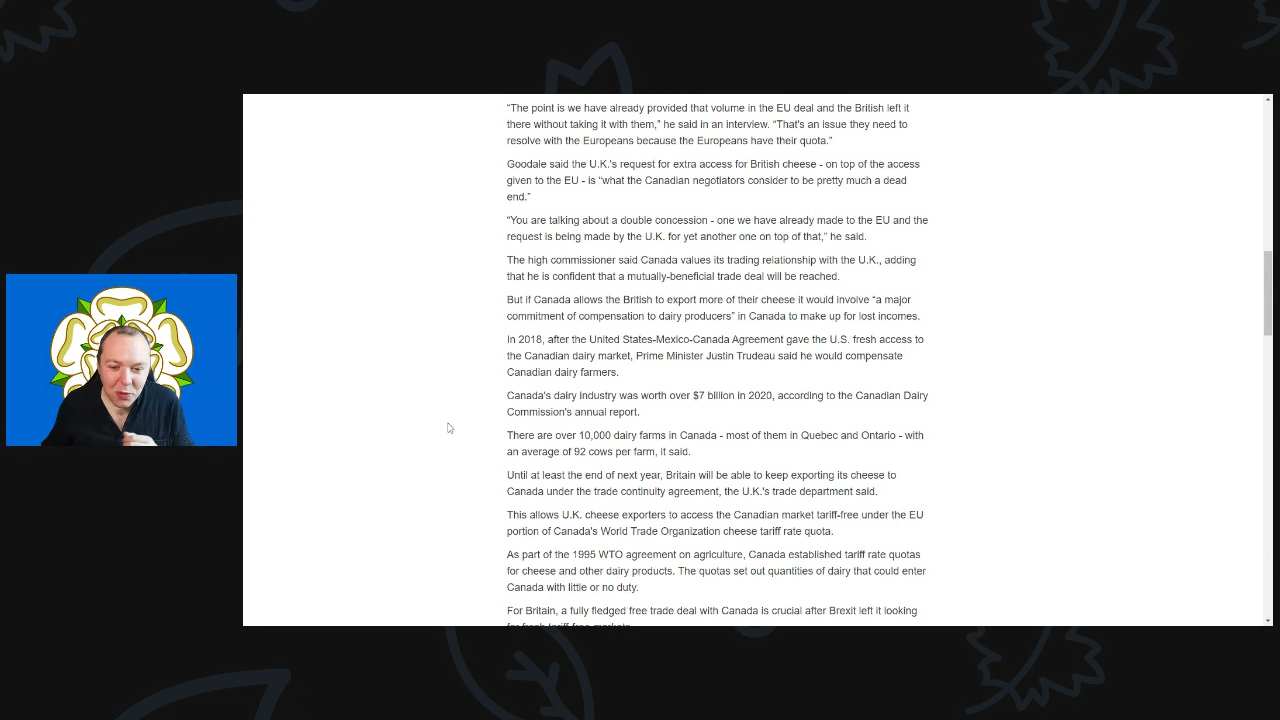 “The point is we have already provided that volume in the EU deal and the British left it
there without taking it with them,” he said in an interview. “That's an issue they need to
resolve with the Europeans because the Europeans have their quota.”
Goodale said the U.K.'s request for extra access for British cheese - on top of the access
given to the EU - is “what the Canadian negotiators consider to be pretty much a dead
end.”
“You are talking about a double concession - one we have already made to the EU and the
request is being made by the U.K. for yet another one on top of that,” he said.
The high commissioner said Canada values its trading relationship with the U.K., adding
that he is confident that a mutually-beneficial trade deal will be reached.
But if Canada allows the British to export more of their cheese it would involve “a major
commitment of compensation to dairy producers” in Canada to make up for lost incomes.
In 2018, after the United States-Mexico-Canada Agreement gave the U.S. fresh access to
the Canadian dairy market, Prime Minister Justin Trudeau said he would compensate
Canadian dairy farmers.
Canada's dairy industry was worth over $7 billion in 2020, according to the Canadian Dairy
Commission's annual report.
There are over 10,000 dairy farms in Canada - most of them in Quebec and Ontario - with
an average of 92 cows per farm, it said.
Until at least the end of next year, Britain will be able to keep exporting its cheese to
Canada under the trade continuity agreement, the U.K.'s trade department said.
This allows U.K. cheese exporters to access the Canadian market tariff-free under the EU
portion of Canada's World Trade Organization cheese tariff rate quota.
As part of the 1995 WTO agreement on agriculture, Canada established tariff rate quotas
for cheese and other dairy products. The quotas set out quantities of dairy that could enter
Canada with little or no duty.
For Britain, a fully fledged free trade deal with Canada is crucial after Brexit left it looking
for fresh tariff-free markets.